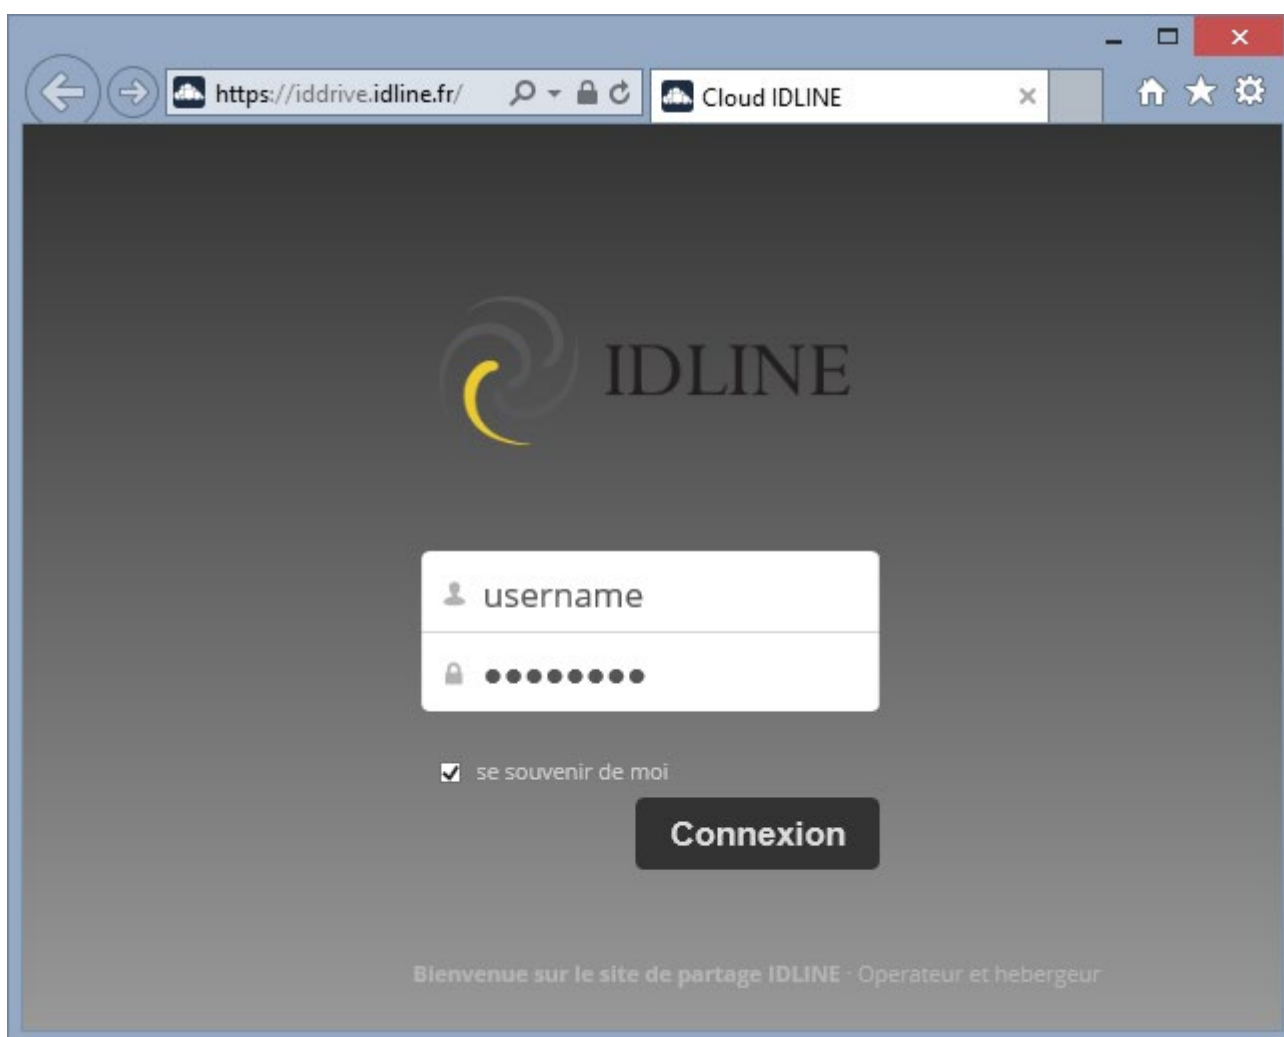 https://iddrive.idline.fr/
Cloud IDLINE
IDLINE
username
••••••••
se souvenir de moi
Connexion
Bienvenue sur le site de partage IDLINE · Operateur et hebergeur